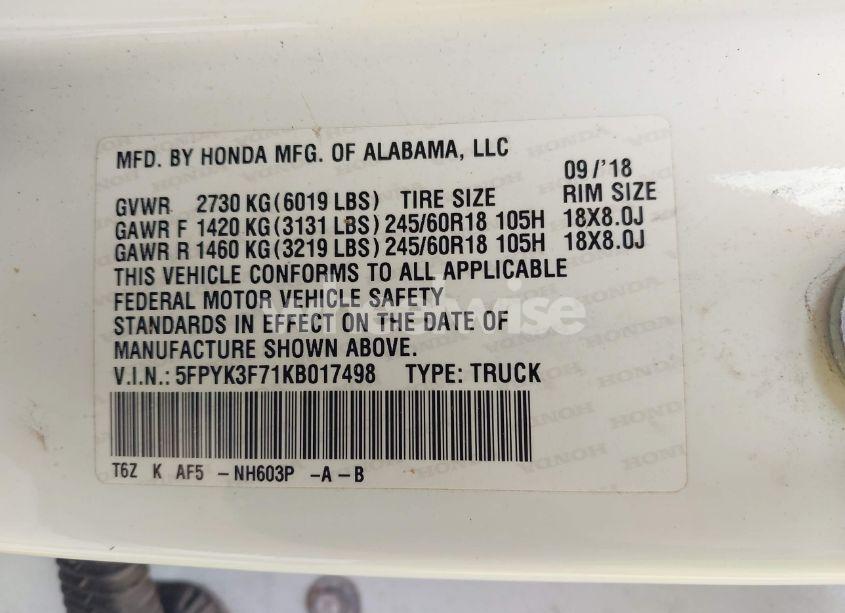 MFD. BY HONDA MFG. OF ALABAMA, LLC
09/'18
GVWR 2730 KG(6019 LBS) TIRE SIZE RIM SIZE
GAWR F 1420 KG(3131 LBS) 245/60R18 105H 18X8.0J
GAWR R 1460 KG(3219 LBS) 245/60R18 105H 18X8.0J
THIS VEHICLE CONFORMS TO ALL APPLICABLE
FEDERAL MOTOR VEHICLE SAFETY
STANDARDS IN EFFECT ON THE DATE OF
MANUFACTURE SHOWN ABOVE.
V.I.N.: 5FPYK3F71KB017498 TYPE: TRUCK
T6Z K AF5 -NH603P -A-B